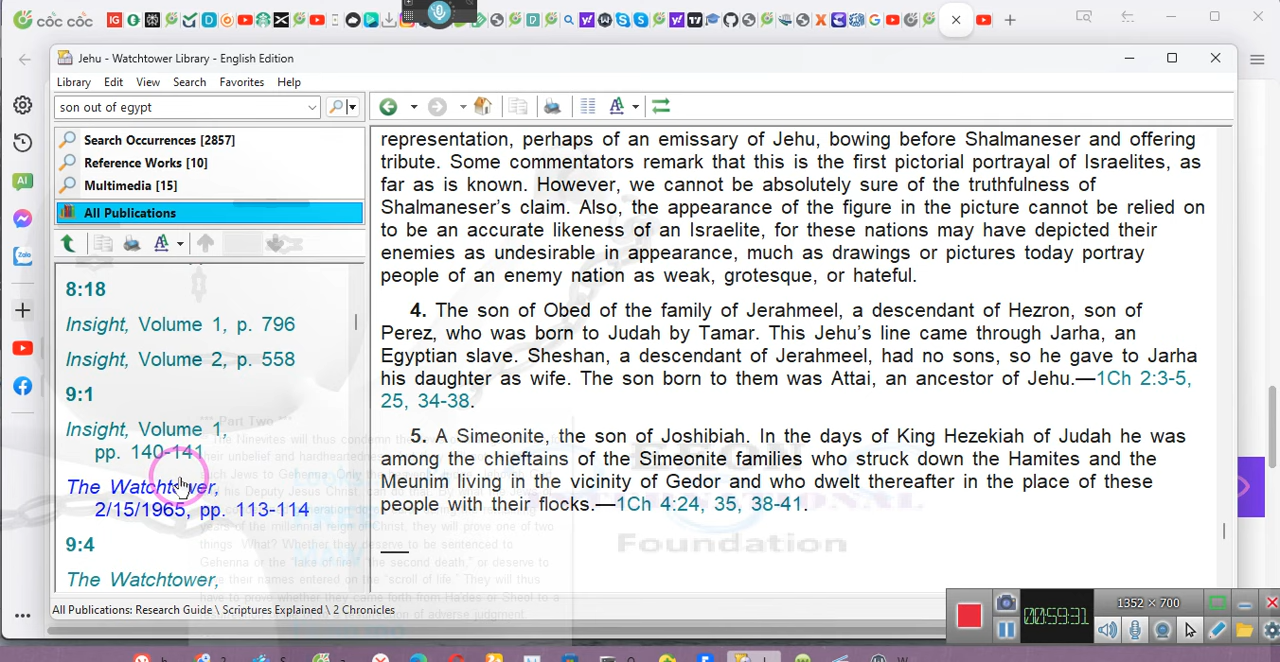 cốc cốc
Jehu - Watchtower Library - English Edition
Library Edit View Search Favorites Help
son out of egypt
Search Occurrences [2857]
Reference Works [10]
Multimedia [15]
All Publications
8:18
Insight, Volume 1, p. 796
Insight, Volume 2, p. 558
9:1
Insight, Volume 1,
pp. 140-141
The Watchtower,
2/15/1965, pp. 113-114
9:4
The Watchtower,
representation, perhaps of an emissary of Jehu, bowing before Shalmaneser and offering
tribute. Some commentators remark that this is the first pictorial portrayal of Israelites, as
far as is known. However, we cannot be absolutely sure of the truthfulness of
Shalmaneser's claim. Also, the appearance of the figure in the picture cannot be relied on
to be an accurate likeness of an Israelite, for these nations may have depicted their
enemies as undesirable in appearance, much as drawings or pictures today portray
people of an enemy nation as weak, grotesque, or hateful.
4. The son of Obed of the family of Jerahmeel, a descendant of Hezron, son of
Perez, who was born to Judah by Tamar. This Jehu's line came through Jarha, an
Egyptian slave. Sheshan, a descendant of Jerahmeel, had no sons, so he gave to Jarha
his daughter as wife. The son born to them was Attai, an ancestor of Jehu.—1Ch 2:3-5,
25, 34-38.
5. A Simeonite, the son of Joshibiah. In the days of King Hezekiah of Judah he was
among the chieftains of the Simeonite families who struck down the Hamites and the
Meunim living in the vicinity of Gedor and who dwelt thereafter in the place of these
people with their flocks.—1Ch 4:24, 35, 38-41.
Foundation
All Publications: Research Guide \ Scriptures Explained \ 2 Chronicles
1352 × 700
00:59:31